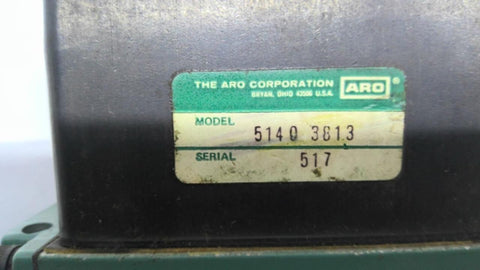 THE ARO CORPORATION
BRYAN, OHIO 43506 U.S.A.
ARO®
MODEL 5140 3813
SERIAL 517